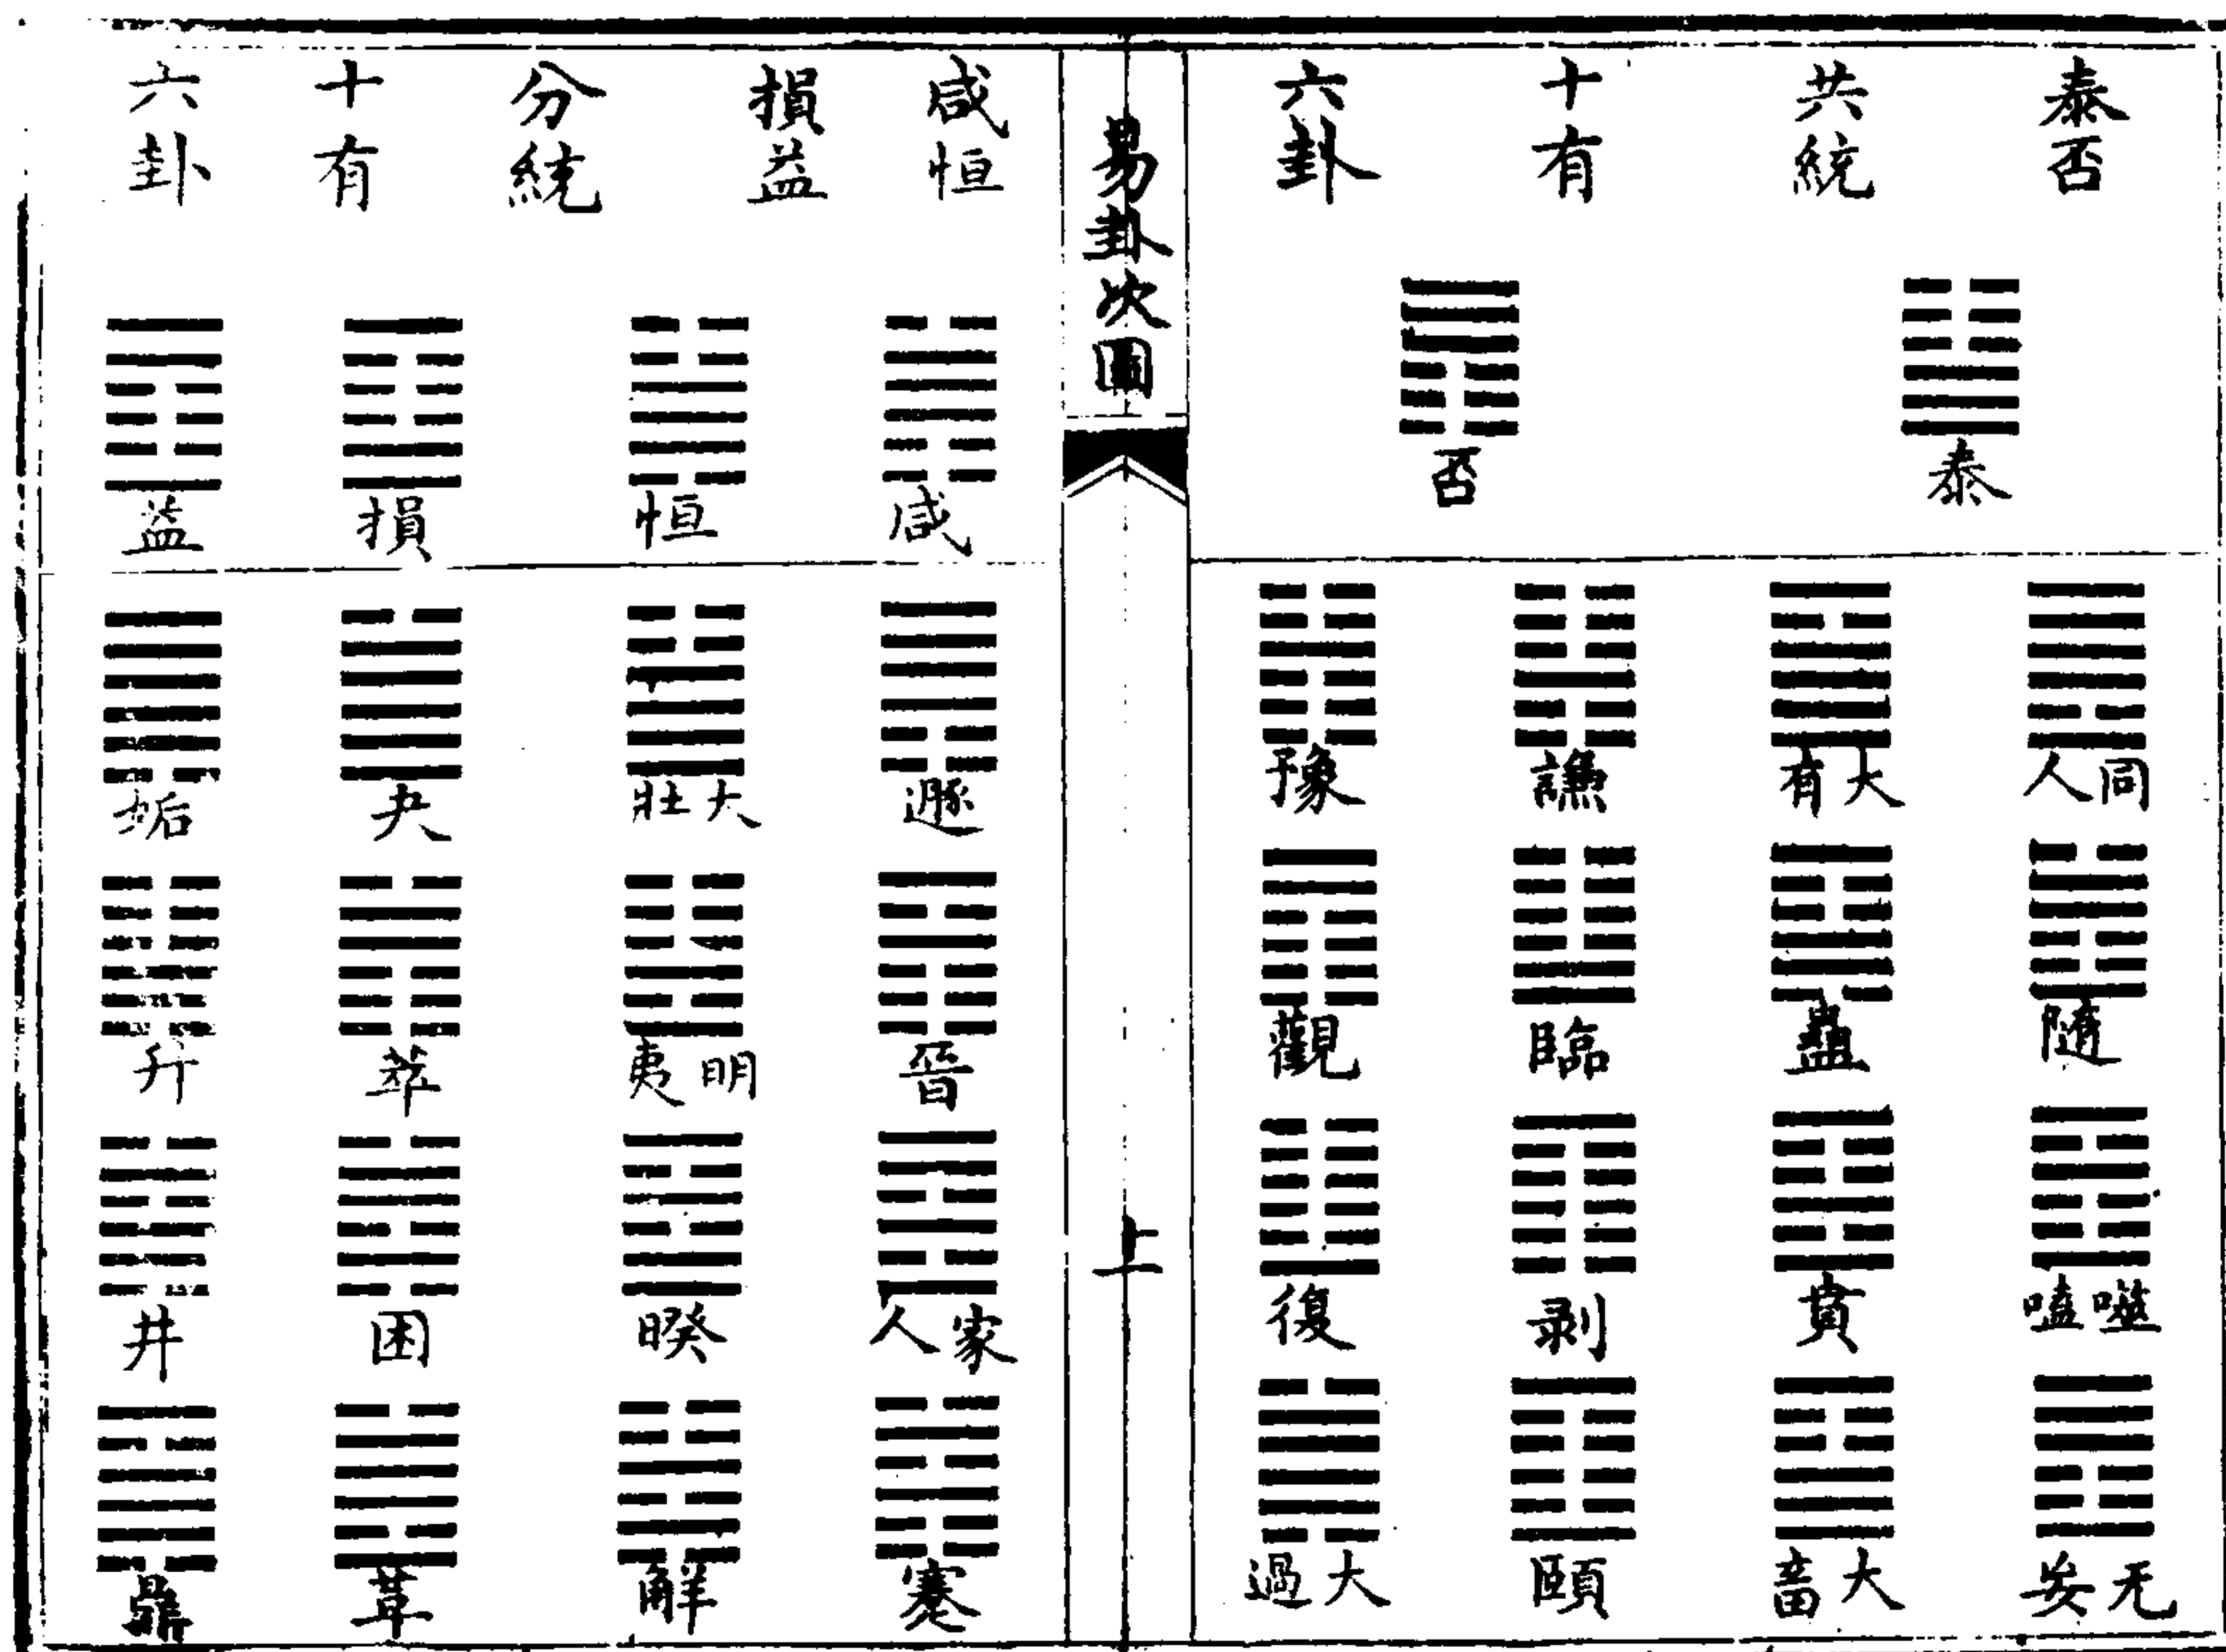 泰否
共統
十有
六卦
泰
否
同人
大有
謙
豫
隨
蠱
臨
觀
噬嗑
賁
剥
復
无妄
大畜
頤
大過
易卦次圖
上
咸恒
損益
分統
十有
六卦
咸
恒
損
益
遯
大壯
夬
姤
晉
明夷
萃
升
家人
睽
困
井
蹇
解
革
鼎